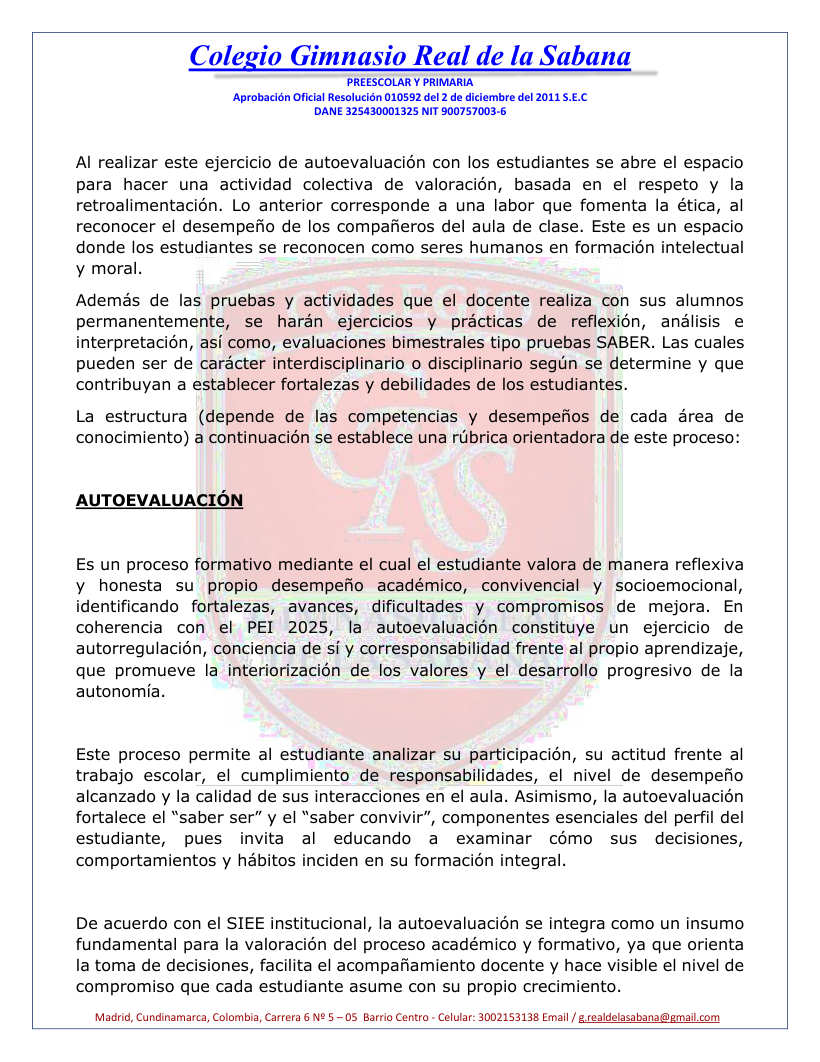 Colegio Gimnasio Real de la Sabana
PREESCOLAR Y PRIMARIA
Aprobación Oficial Resolución 010592 del 2 de diciembre del 2011 S.E.C
DANE 325430001325 NIT 900757003-6
Al realizar este ejercicio de autoevaluación con los estudiantes se abre el espacio
para hacer una actividad colectiva de valoración, basada en el respeto y la
retroalimentación. Lo anterior corresponde a una labor que fomenta la ética, al
reconocer el desempeño de los compañeros del aula de clase. Este es un espacio
donde los estudiantes se reconocen como seres humanos en formación intelectual
y moral.
Además de las pruebas y actividades que el docente realiza con sus alumnos
permanentemente, se harán ejercicios y prácticas de reflexión, análisis e
interpretación, así como, evaluaciones bimestrales tipo pruebas SABER. Las cuales
pueden ser de carácter interdisciplinario o disciplinario según se determine y que
contribuyan a establecer fortalezas y debilidades de los estudiantes.
La estructura (depende de las competencias y desempeños de cada área de
conocimiento) a continuación se establece una rúbrica orientadora de este proceso:
AUTOEVALUACIÓN
Es un proceso formativo mediante el cual el estudiante valora de manera reflexiva
y honesta su propio desempeño académico, convivencial y socioemocional,
identificando fortalezas, avances, dificultades y compromisos de mejora. En
coherencia con el PEI 2025, la autoevaluación constituye un ejercicio de
autorregulación, conciencia de sí y corresponsabilidad frente al propio aprendizaje,
que promueve la interiorización de los valores y el desarrollo progresivo de la
autonomía.
Este proceso permite al estudiante analizar su participación, su actitud frente al
trabajo escolar, el cumplimiento de responsabilidades, el nivel de desempeño
alcanzado y la calidad de sus interacciones en el aula. Asimismo, la autoevaluación
fortalece el “saber ser” y el “saber convivir”, componentes esenciales del perfil del
estudiante, pues invita al educando a examinar cómo sus decisiones,
comportamientos y hábitos inciden en su formación integral.
De acuerdo con el SIEE institucional, la autoevaluación se integra como un insumo
fundamental para la valoración del proceso académico y formativo, ya que orienta
la toma de decisiones, facilita el acompañamiento docente y hace visible el nivel de
compromiso que cada estudiante asume con su propio crecimiento.
Madrid, Cundinamarca, Colombia, Carrera 6 Nº 5 – 05 Barrio Centro - Celular: 3002153138 Email / g.realdelasabana@gmail.com